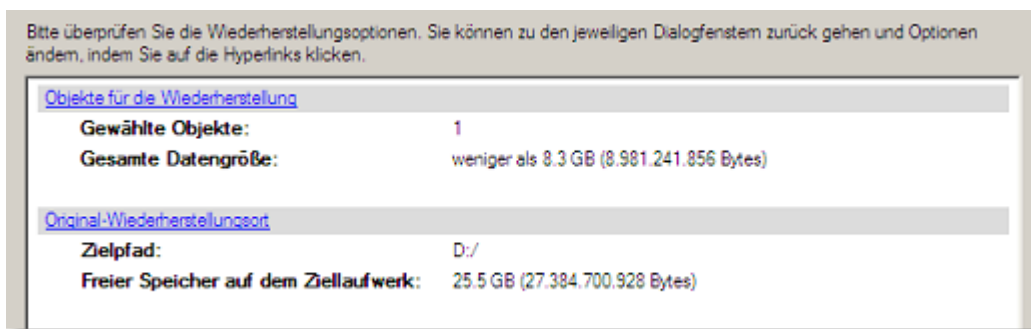 Bitte überprüfen Sie die Wiederherstellungsoptionen. Sie können zu den jeweiligen Dialogfenstern zurück gehen und Optionen
ändern, indem Sie auf die Hyperlinks klicken.
Objekte für die Wiederherstellung
Gewählte Objekte: 1
Gesamte Datengröße: weniger als 8.3 GB (8.981.241.856 Bytes)
Original-Wiederherstellungsort
Zielpfad: D:/
Freier Speicher auf dem Ziellaufwerk: 25.5 GB (27.384.700.928 Bytes)